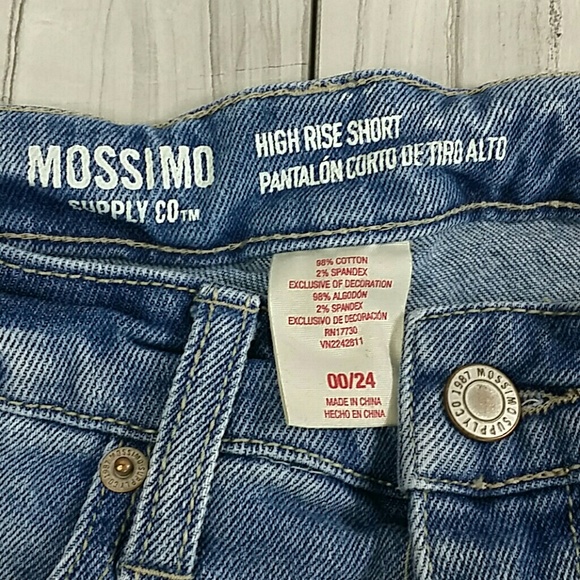 MOSSIMO
SUPPLY CO™
HIGH RISE SHORT
PANTALÓN CORTO DE TIRO ALTO
98% COTTON
2% SPANDEX
EXCLUSIVE OF DECORATION
98% ALGODÓN
2% SPANDEX
EXCLUSIVO DE DECORACIÓN
RN17730
VN2242811
00/24
MADE IN CHINA
HECHO EN CHINA
MOSSIMO SUPPLY CO 1987
MOSSIMO